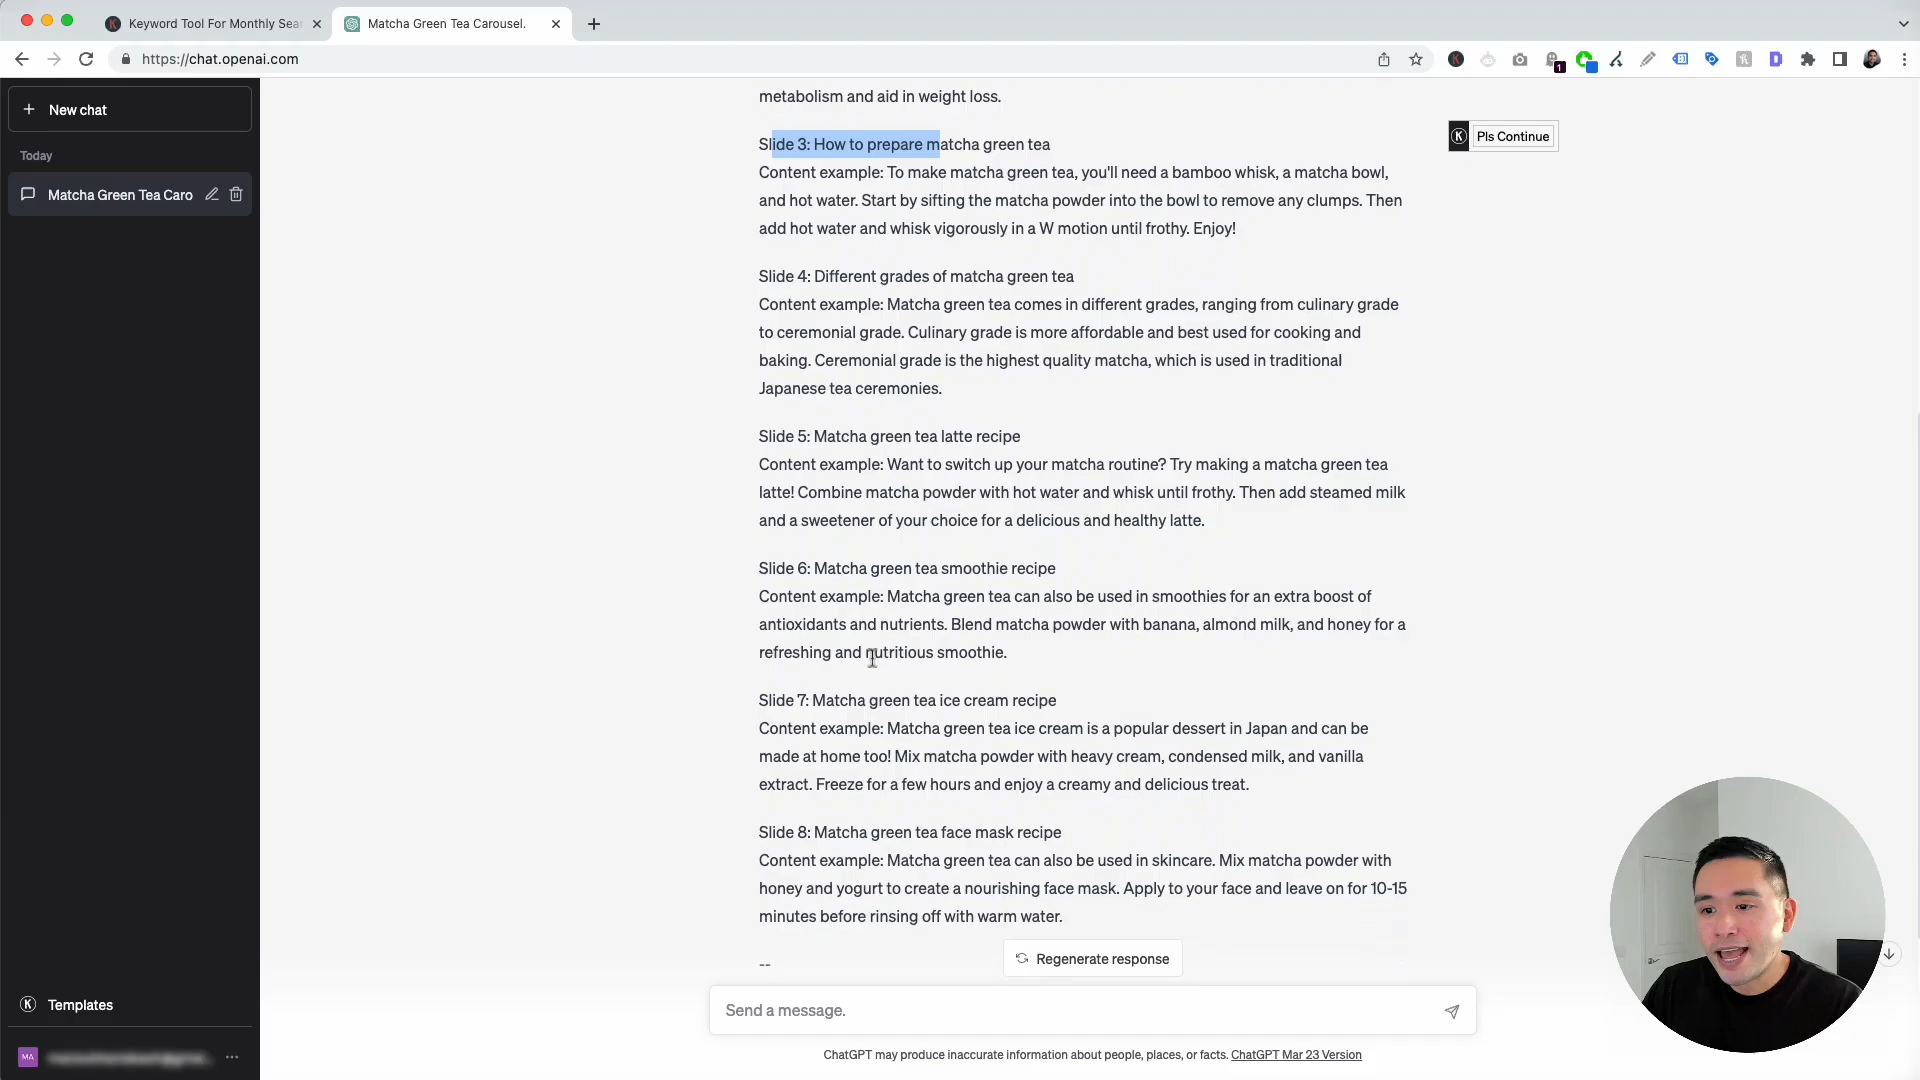 Keyword Tool For Monthly Sear
Matcha Green Tea Carousel.
https://chat.openai.com
1
New chat
Today
Matcha Green Tea Caro
metabolism and aid in weight loss.
Slide 3: How to prepare matcha green tea
Content example: To make matcha green tea, you'll need a bamboo whisk, a matcha bowl,
and hot water. Start by sifting the matcha powder into the bowl to remove any clumps. Then
add hot water and whisk vigorously in a W motion until frothy. Enjoy!
K Pls Continue
Slide 4: Different grades of matcha green tea
Content example: Matcha green tea comes in different grades, ranging from culinary grade
to ceremonial grade. Culinary grade is more affordable and best used for cooking and
baking. Ceremonial grade is the highest quality matcha, which is used in traditional
Japanese tea ceremonies.
Slide 5: Matcha green tea latte recipe
Content example: Want to switch up your matcha routine? Try making a matcha green tea
latte! Combine matcha powder with hot water and whisk until frothy. Then add steamed milk
and a sweetener of your choice for a delicious and healthy latte.
Slide 6: Matcha green tea smoothie recipe
Content example: Matcha green tea can also be used in smoothies for an extra boost of
antioxidants and nutrients. Blend matcha powder with banana, almond milk, and honey for a
refreshing and nutritious smoothie.
Slide 7: Matcha green tea ice cream recipe
Content example: Matcha green tea ice cream is a popular dessert in Japan and can be
made at home too! Mix matcha powder with heavy cream, condensed milk, and vanilla
extract. Freeze for a few hours and enjoy a creamy and delicious treat.
Slide 8: Matcha green tea face mask recipe
Content example: Matcha green tea can also be used in skincare. Mix matcha powder with
honey and yogurt to create a nourishing face mask. Apply to your face and leave on for 10-15
minutes before rinsing off with warm water.
--
Regenerate response
K Templates
Send a message.
MA
ChatGPT may produce inaccurate information about people, places, or facts. ChatGPT Mar 23 Version